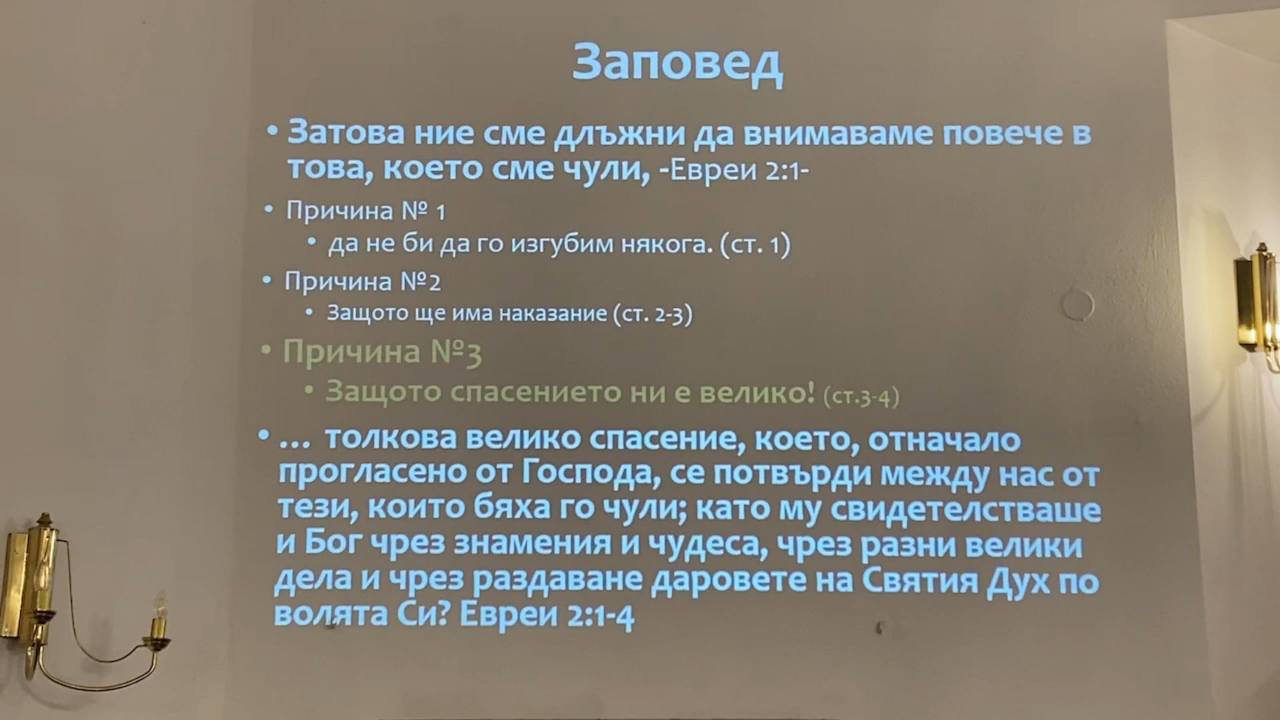 Заповед
• Затова ние сме длъжни да внимаваме повече в
това, което сме чули, -Евреи 2:1-
• Причина № 1
• да не би да го изгубим някога. (ст. 1)
• Причина №2
• Защото ще има наказание (ст. 2-3)
• Причина №3
• Защото спасението ни е велико! (ст.3-4)
• ... толкова велико спасение, което, отначало
прогласено от Господа, се потвърди между нас от
тези, които бяха го чули; като му свидетелстваше
и Бог чрез знамения и чудеса, чрез разни велики
дела и чрез раздаване даровете на Святия Дух по
волята Си? Евреи 2:1-4